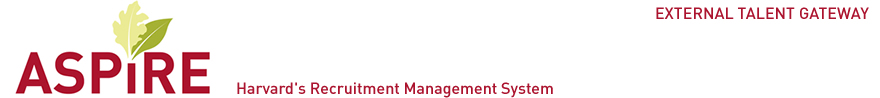 EXTERNAL TALENT GATEWAY
ASPiRE
Harvard's Recruitment Management System